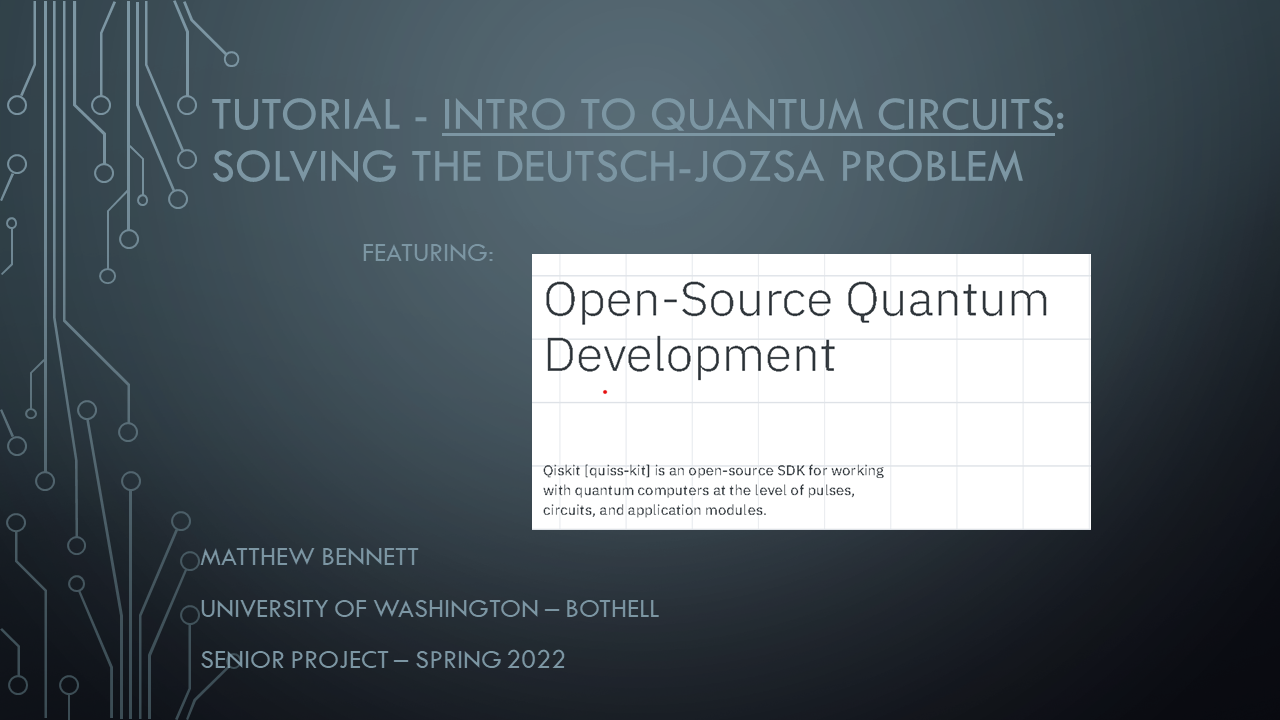 TUTORIAL - INTRO TO QUANTUM CIRCUITS:
SOLVING THE DEUTSCH-JOZSA PROBLEM
FEATURING:
Open-Source Quantum
Development
Qiskit [quiss-kit] is an open-source SDK for working
with quantum computers at the level of pulses,
circuits, and application modules.
MATTHEW BENNETT
UNIVERSITY OF WASHINGTON – BOTHELL
SENIOR PROJECT – SPRING 2022